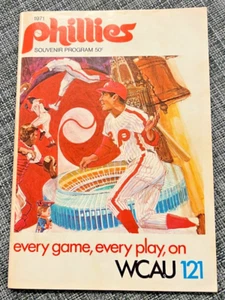 1971
phillies
SOUVENIR PROGRAM 50¢
every game, every play, on
WCAU 121